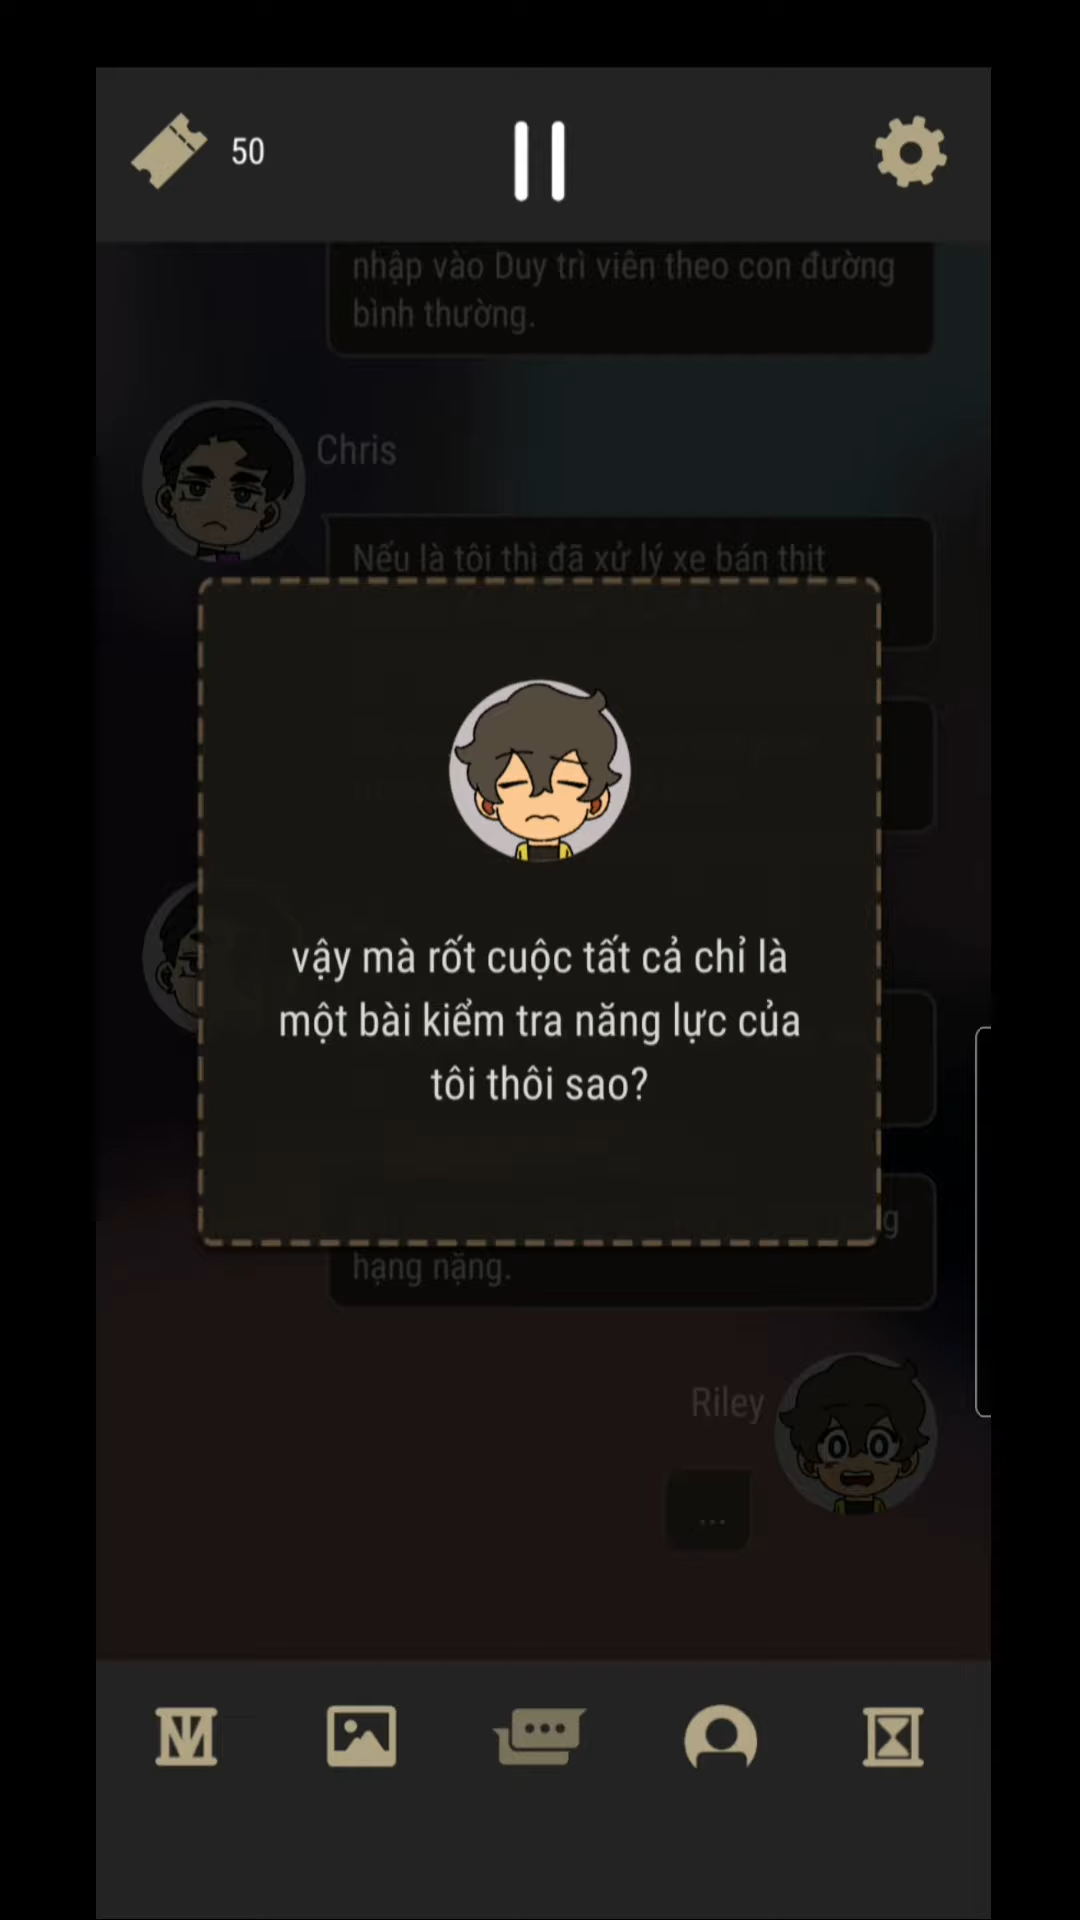 50
nhập vào Duy trì viên theo con đường
bình thường.
Chris
Nếu là tôi thì đã xử lý xe bán thịt
vậy mà rốt cuộc tất cả chỉ là
một bài kiểm tra năng lực của
tôi thôi sao?
g
hạng nặng.
Riley
...